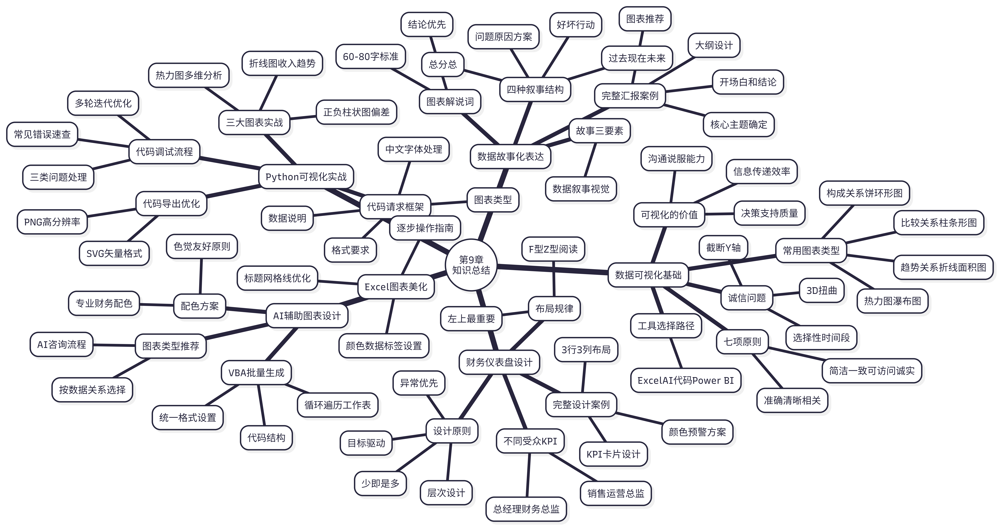 图表推荐
结论优先
好坏行动
问题原因方案
大纲设计
60-80字标准
总分总
过去现在未来
折线图收入趋势
热力图多维分析
四种叙事结构
开场白和结论
完整汇报案例
图表解说词
多轮迭代优化
正负柱状图偏差
三大图表实战
核心主题确定
故事三要素
常见错误速查
代码调试流程
中文字体处理
数据故事化表达
沟通说服能力
信息传递效率
三类问题处理
Python可视化实战
数据叙事视觉
构成关系饼环形图
代码导出优化
代码请求框架
图表类型
可视化的价值
决策支持质量
PNG高分辨率
数据说明
逐步操作指南
比较关系柱条形图
SVG矢量格式
色觉友好原则
格式要求
F型Z型阅读
截断Y轴
常用图表类型
第9章
知识总结
趋势关系折线面积图
标题网格线优化
Excel图表美化
数据可视化基础
3D扭曲
诚信问题
热力图瀑布图
专业财务配色
配色方案
AI辅助图表设计
左上最重要
布局规律
工具选择路径
选择性时间段
AI咨询流程
图表类型推荐
颜色数据标签设置
3行3列布局
七项原则
财务仪表盘设计
VBA批量生成
简洁一致可访问诚实
按数据关系选择
异常优先
ExcelAI代码Power BI
循环遍历工作表
完整设计案例
准确清晰相关
统一格式设置
代码结构
设计原则
颜色预警方案
目标驱动
不同受众KPI
KPI卡片设计
少即是多
层次设计
销售运营总监
总经理财务总监